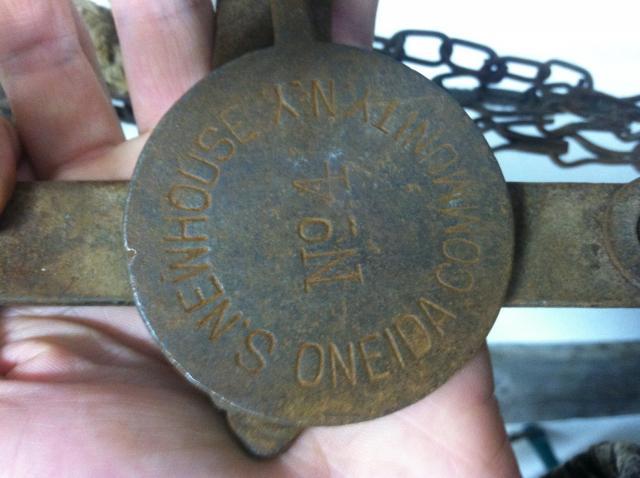 S. NEWHOUSE
ONEIDA COMMUNITY N.Y.
No. 4